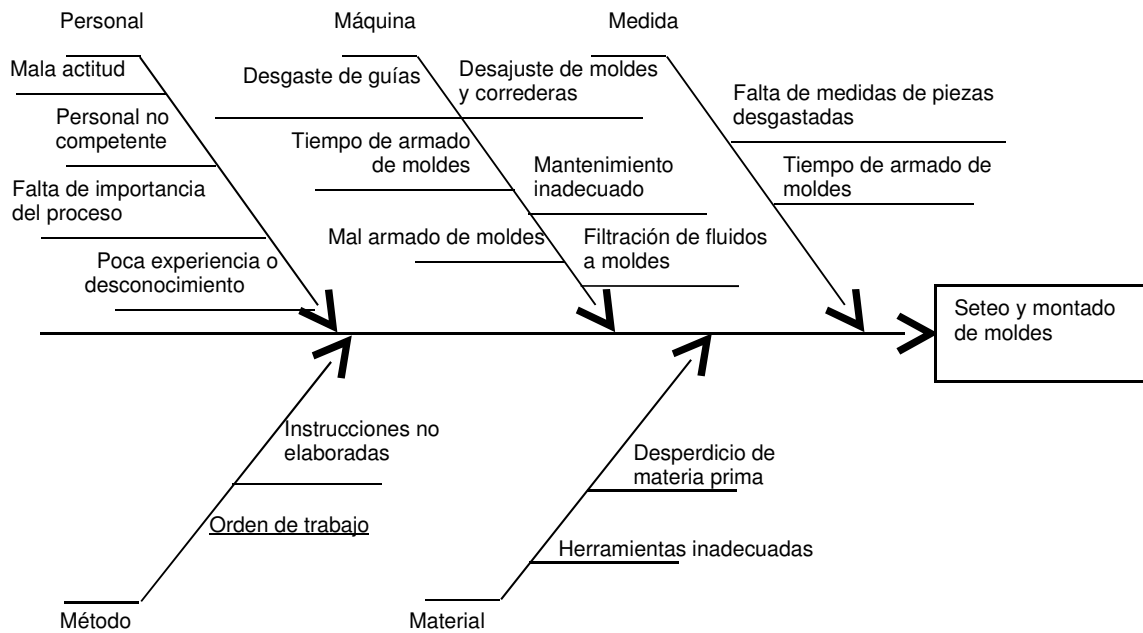 Personal
Máquina
Medida
Mala actitud
Personal no
competente
Falta de importancia
del proceso
Poca experiencia o
desconocimiento
Desgaste de guías
Tiempo de armado
de moldes
Mal armado de moldes
Desajuste de moldes
y correderas
Mantenimiento
inadecuado
Filtración de fluidos
a moldes
Falta de medidas de piezas
desgastadas
Tiempo de armado de
moldes
Seteo y montado
de moldes
Instrucciones no
elaboradas
Orden de trabajo
Desperdicio de
materia prima
Herramientas inadecuadas
Método
Material